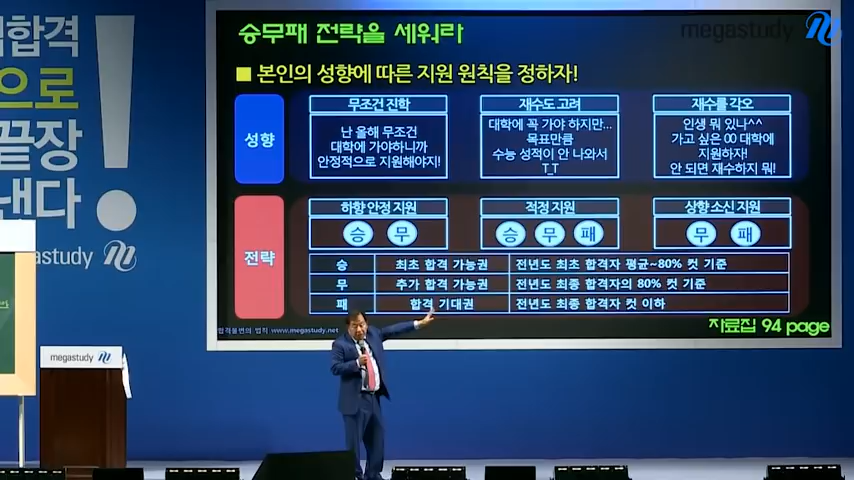 합격
으로
끝장
낸다
!
megastudy
megastudy
승무패 전략을 세워라
megastudy
■ 본인의 성향에 따른 지원 원칙을 정하자!
성향
무조건 진학
난 올해 무조건
대학에 가야하니까
안정적으로 지원해야지!
재수도 고려
대학에 꼭 가야 하지만...
목표만큼
수능 성적이 안 나와서
T_T
재수를 각오
인생 뭐 있나^^
가고 싶은 00 대학에
지원하자!
안 되면 재수하지 뭐!
전략
하향 안정 지원
승 무
적정 지원
승 무 패
상향 소신 지원
무 패
승 최초 합격 가능권 전년도 최초 합격자 평균~80% 컷 기준
무 추가 합격 가능권 전년도 최종 합격자의 80% 컷 기준
패 합격 기대권 전년도 최종 합격자 컷 이하
합격불변의 법칙 www.megastudy.net
자료집 94 page